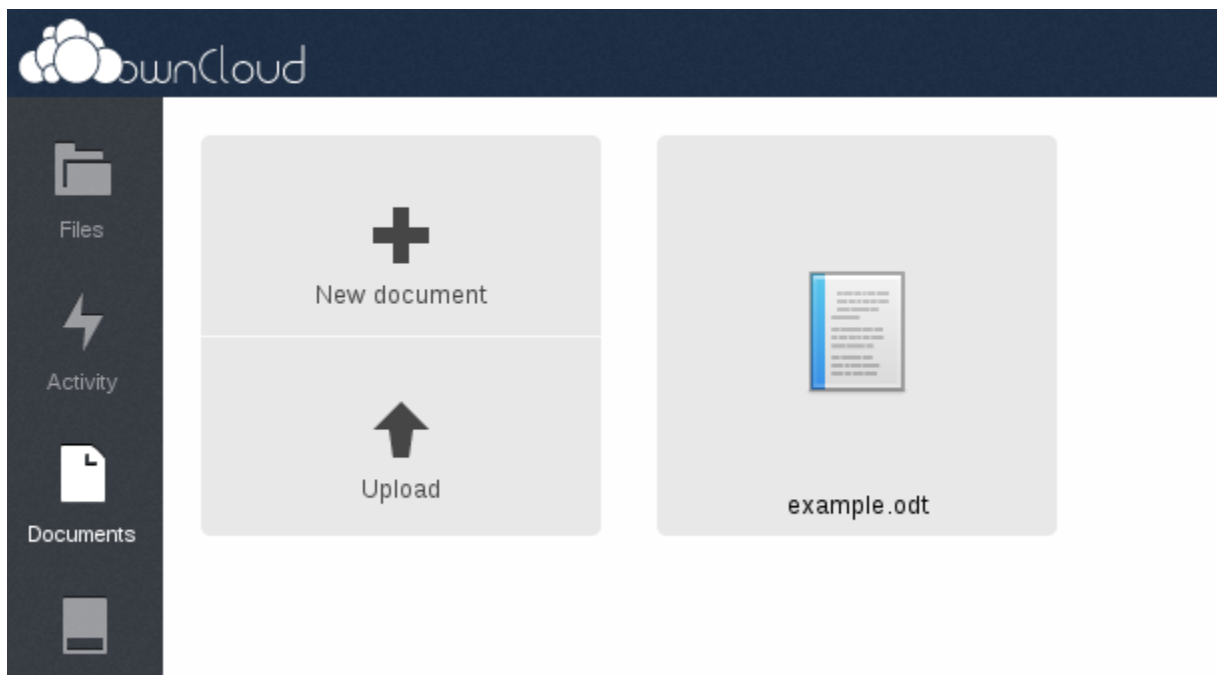 ownCloud
Files
Activity
Documents
New document
Upload
example.odt